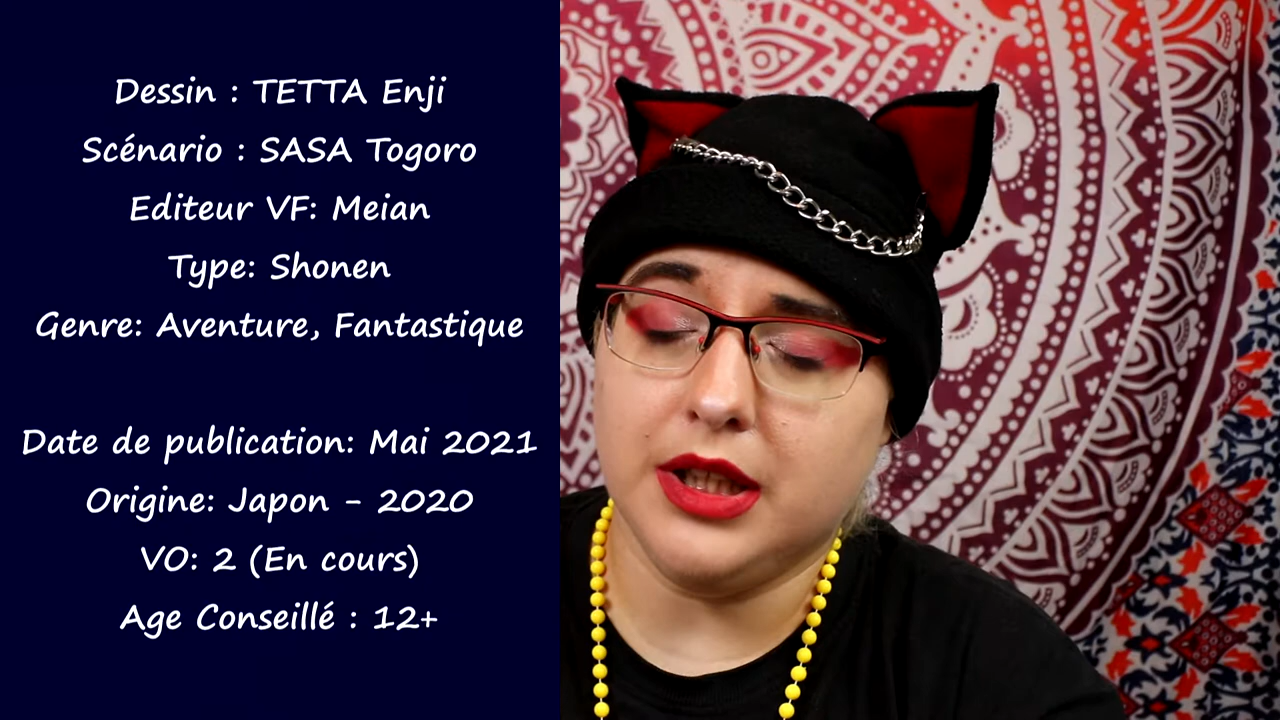 Dessin : TETTA Enji
Scénario : SASA Togoro
Editeur VF: Meian
Type: Shonen
Genre: Aventure, Fantastique
Date de publication: Mai 2021
Origine: Japon - 2020
VO: 2 (En cours)
Age Conseillé : 12+